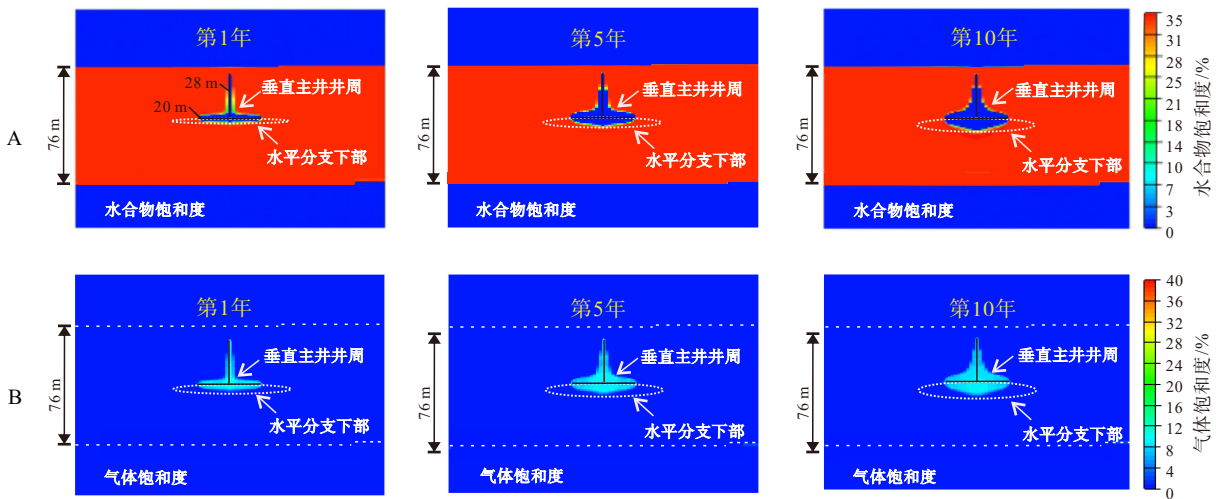 第1年
第5年
第10年
76 m
28 m
20 m
垂直主井井周
水平分支下部
水合物饱和度
76 m
垂直主井井周
水平分支下部
水合物饱和度
76 m
垂直主井井周
水平分支下部
水合物饱和度
A
35
31
28
25
21
17
14
10
7
3
0
水合物饱和度/%
第1年
第5年
第10年
76 m
垂直主井井周
水平分支下部
气体饱和度
76 m
垂直主井井周
水平分支下部
气体饱和度
76 m
垂直主井井周
水平分支下部
气体饱和度
B
40
36
32
28
24
20
16
12
8
4
0
气体饱和度/%